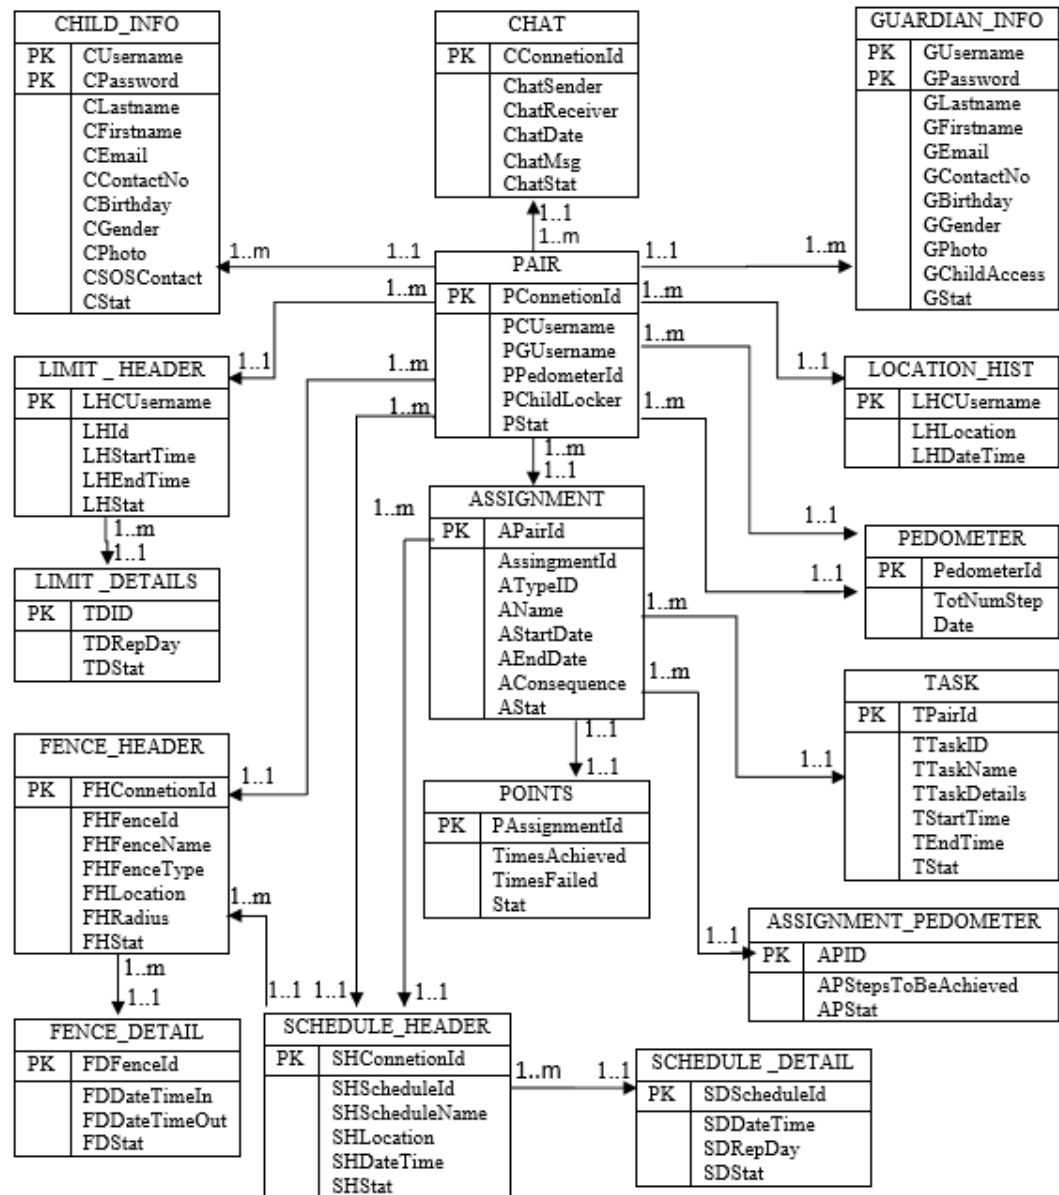 CHILD_INFO
PK CUsername
PK CPassword
CLastname
CFirstname
CEmail
CContactNo
CBirthday
CGender
CPhoto
CSOSContact
CStat
CHAT
PK CConnetionId
ChatSender
ChatReceiver
ChatDate
ChatMsg
ChatStat
GUARDIAN_INFO
PK GUsername
PK GPassword
GLastname
GFirstname
GEmail
GContactNo
GBirthday
GGender
GPhoto
GChildAccess
GStat
1..1
1..m
1..m 1..1
1..1 1..m
PAIR
PK PConnetionId
PCUsername
PGUsername
PPedometerId
PChildLocker
PStat
1..m
1..m
1..m
1..m
1..m
1..m
1..m
1..1
1..1
1..1
LIMIT _ HEADER
PK LHCUsername
LHId
LHStartTime
LHEndTime
LHStat
1..m
1..1
LIMIT _DETAILS
PK TDID
TDRepDay
TDStat
LOCATION_HIST
PK LHCUsername
LHLocation
LHDateTime
1..1
1..1
PEDOMETER
PK PedometerId
TotNumStep
Date
ASSIGNMENT
PK APairId
AssingmentId
ATypeID
AName
AStartDate
AEndDate
AConsequence
AStat
1..m
1..m
1..m
1..1
1..1
POINTS
PK PAssignmentId
TimesAchieved
TimesFailed
Stat
TASK
PK TPairId
TTaskID
TTaskName
TTaskDetails
TStartTime
TEndTime
TStat
1..1
ASSIGNMENT_PEDOMETER
PK APID
APStepsToBeAchieved
APStat
1..1
FENCE_HEADER
PK FHConnetionId
FHFenceId
FHFenceName
FHFenceType
FHLocation
FHRadius
FHStat
1..1
1..m
1..m
1..1
FENCE_DETAIL
PK FDFenceId
FDDateTimeIn
FDDateTimeOut
FDStat
1..1 1..1 1..1
SCHEDULE_HEADER
PK SHConnetionId
SHScheduleId
SHScheduleName
SHLocation
SHDateTime
SHStat
1..m 1..1
SCHEDULE _DETAIL
PK SDScheduleId
SDDateTime
SDRepDay
SDStat